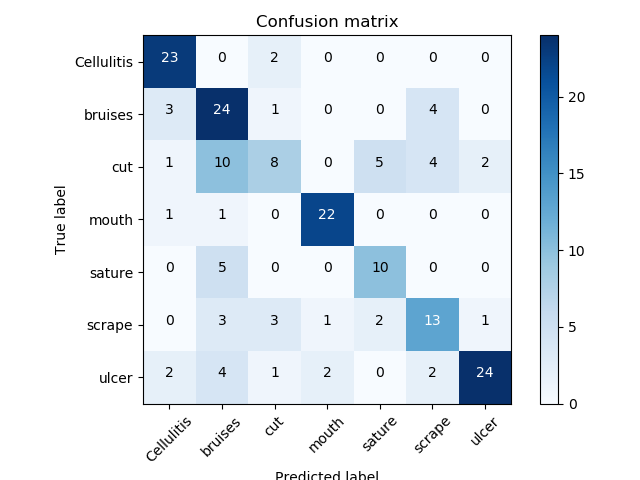 Confusion matrix
True label
Cellulitis 23 0 2 0 0 0 0
bruises 3 24 1 0 0 4 0
cut 1 10 8 0 5 4 2
mouth 1 1 0 22 0 0 0
sature 0 5 0 0 10 0 0
scrape 0 3 3 1 2 13 1
ulcer 2 4 1 2 0 2 24
Cellulitis bruises cut mouth sature scrape ulcer
Predicted label
20
15
10
5
0